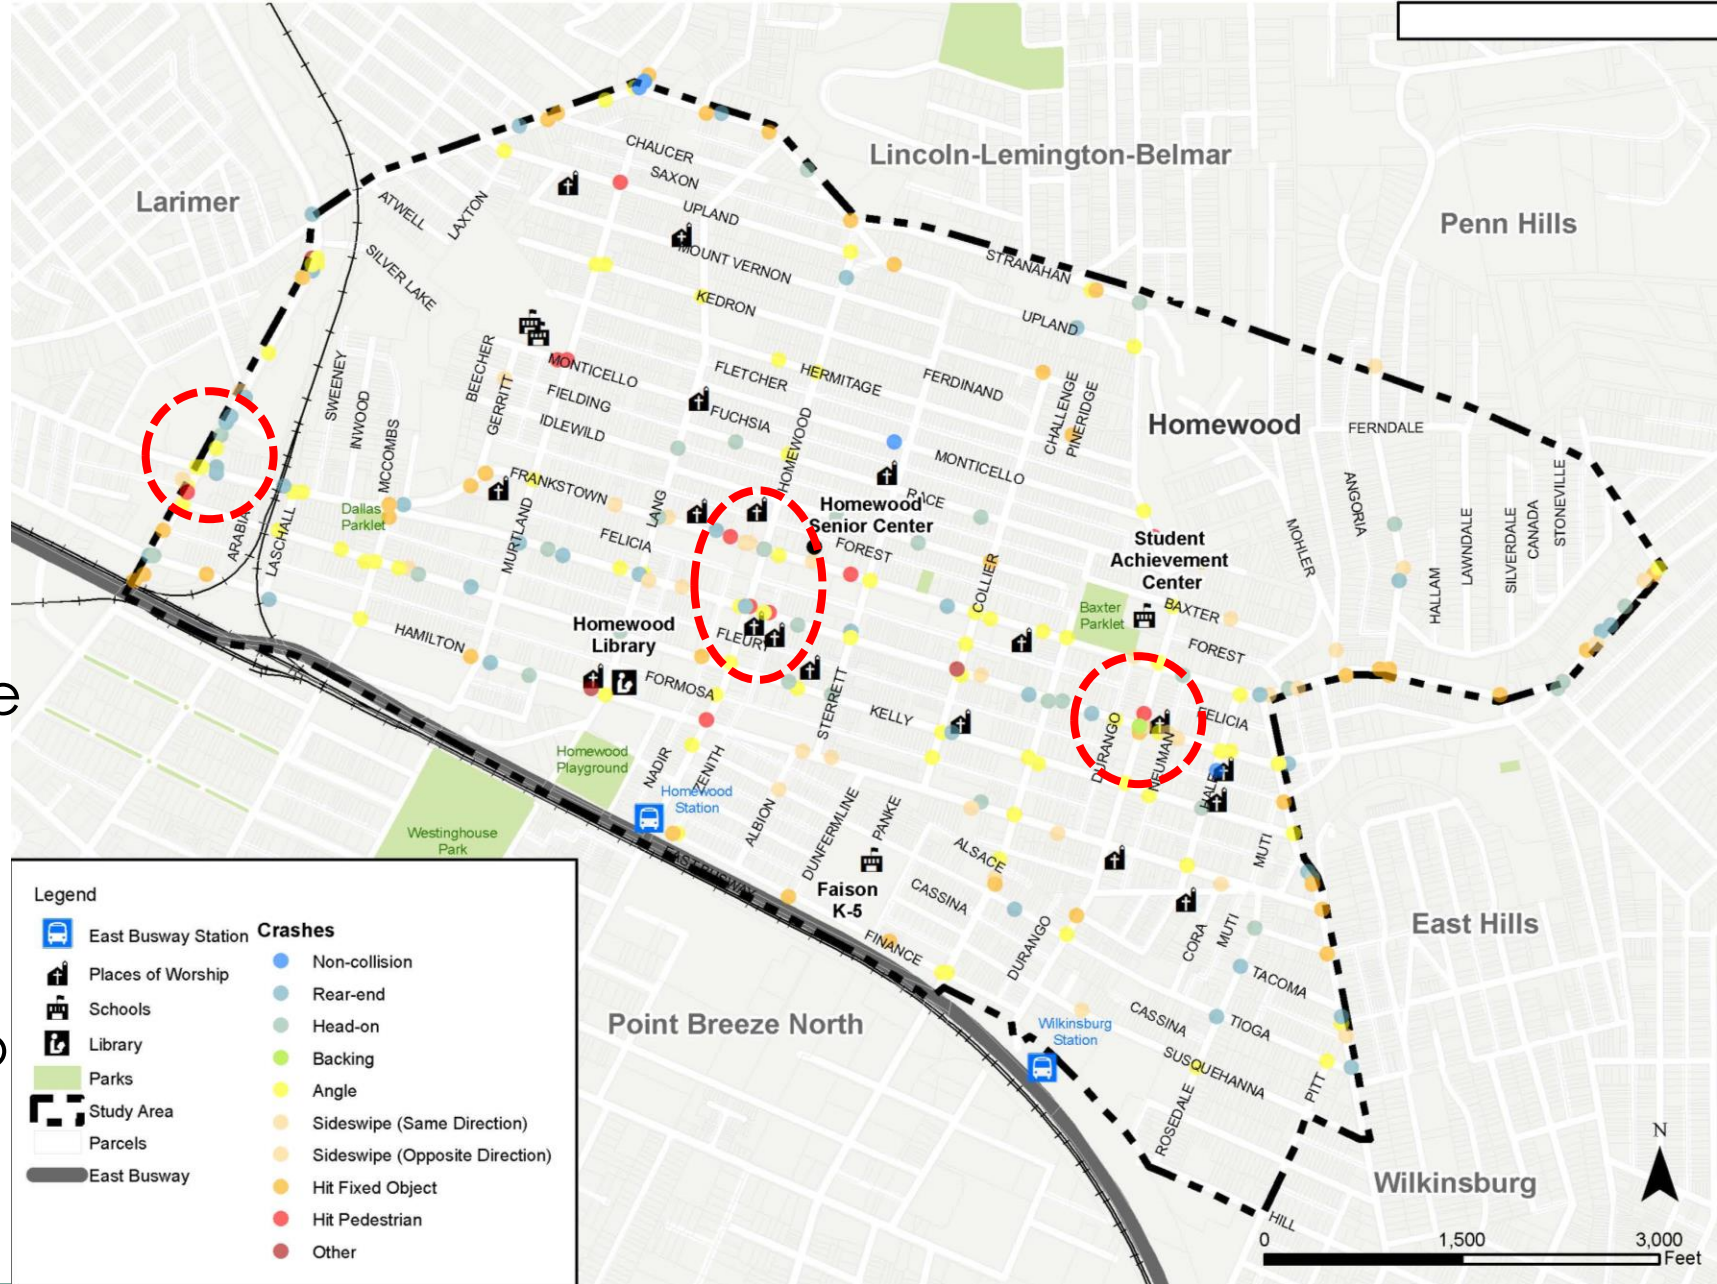 Lincoln-Lemington-Belmar
Larimer
Penn Hills
CHAUCER
SAXON
UPLAND
ATWELL
LAXTON
MOUNT VERNON
SILVER LAKE
STRANAHAN
KEDRON
UPLAND
BEECHER
GERRITT
MONTICELLO
FLETCHER
HERMITAGE
FERDINAND
SWEENEY
INWOOD
MCCOMBS
FIELDING
IDLEWILD
FUCHSIA
HOMEWOOD
CHALLENGE
PINERIDGE
Homewood
FERNDALE
MONTICELLO
FRANKSTOWN
LANG
RACE
Homewood
Senior Center
ANGORIA
STONEVILLE
CANADA
SILVERDALE
LAWNDALE
HALLAM
MOHLER
Dallas
Parklet
ARABIA
LASCHALL
MURTLAND
FELICIA
FOREST
COLLIER
Student
Achievement
Center
Baxter
Parklet
BAXTER
FOREST
HAMILTON
Homewood
Library
FLEURY
FORMOSA
STERRETT
KELLY
DURANGO
NEUMAN
FELICIA
HALE
e
Homewood
Playground
NADIR
ZENITH
Homewood
Station
ALBION
DUNFERMLINE
PANKE
ALSACE
MUTI
Westinghouse
Park
EAST BUSWAY
Faison
K-5
CASSINA
FINANCE
DURANGO
CORA
MUTI
TACOMA
East Hills
Point Breeze North
Wilkinsburg
Station
CASSINA
TIOGA
SUSQUEHANNA
PITT
ROSEDALE
Wilkinsburg
HILL
N
0 1,500 3,000
Feet
Legend
East Busway Station
Places of Worship
Schools
Library
Parks
Study Area
Parcels
East Busway
Crashes
Non-collision
Rear-end
Head-on
Backing
Angle
Sideswipe (Same Direction)
Sideswipe (Opposite Direction)
Hit Fixed Object
Hit Pedestrian
Other